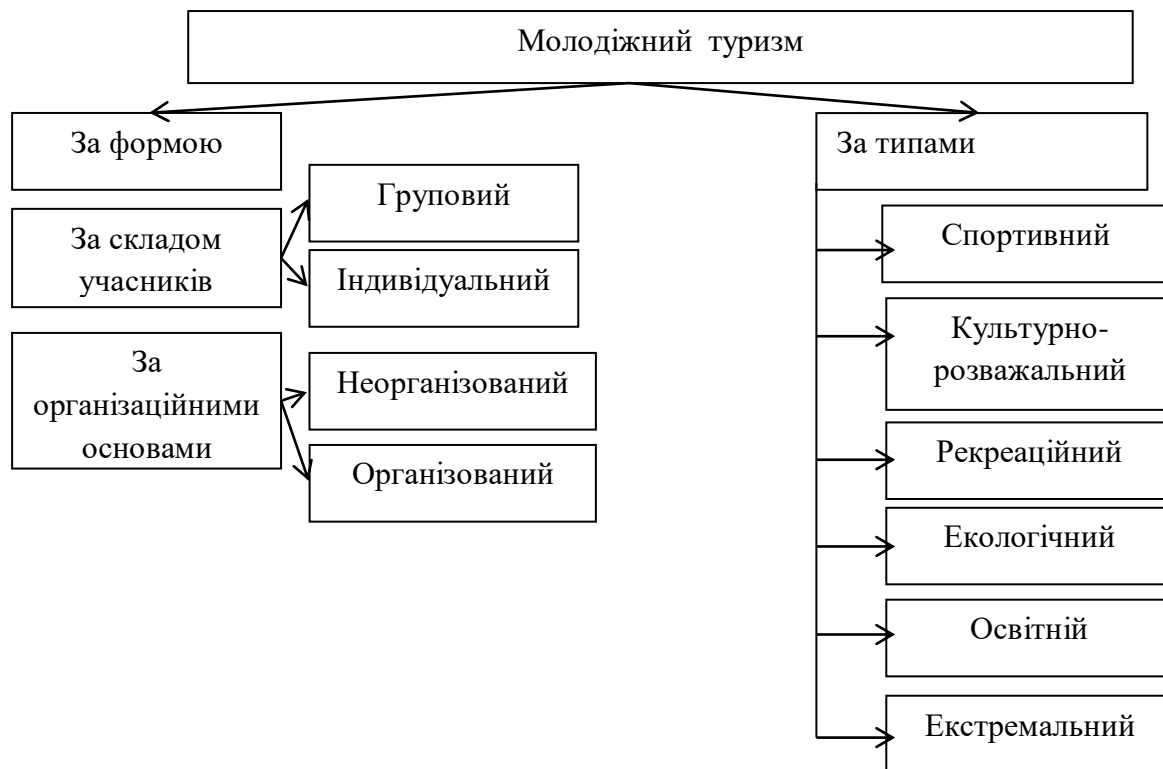 Молодіжний туризм
За формою
За складом
учасників
Груповий
Індивідуальний
За
організаційними
основами
Неорганізований
Організований
За типами
Спортивний
Культурно-
розважальний
Рекреаційний
Екологічний
Освітній
Екстремальний